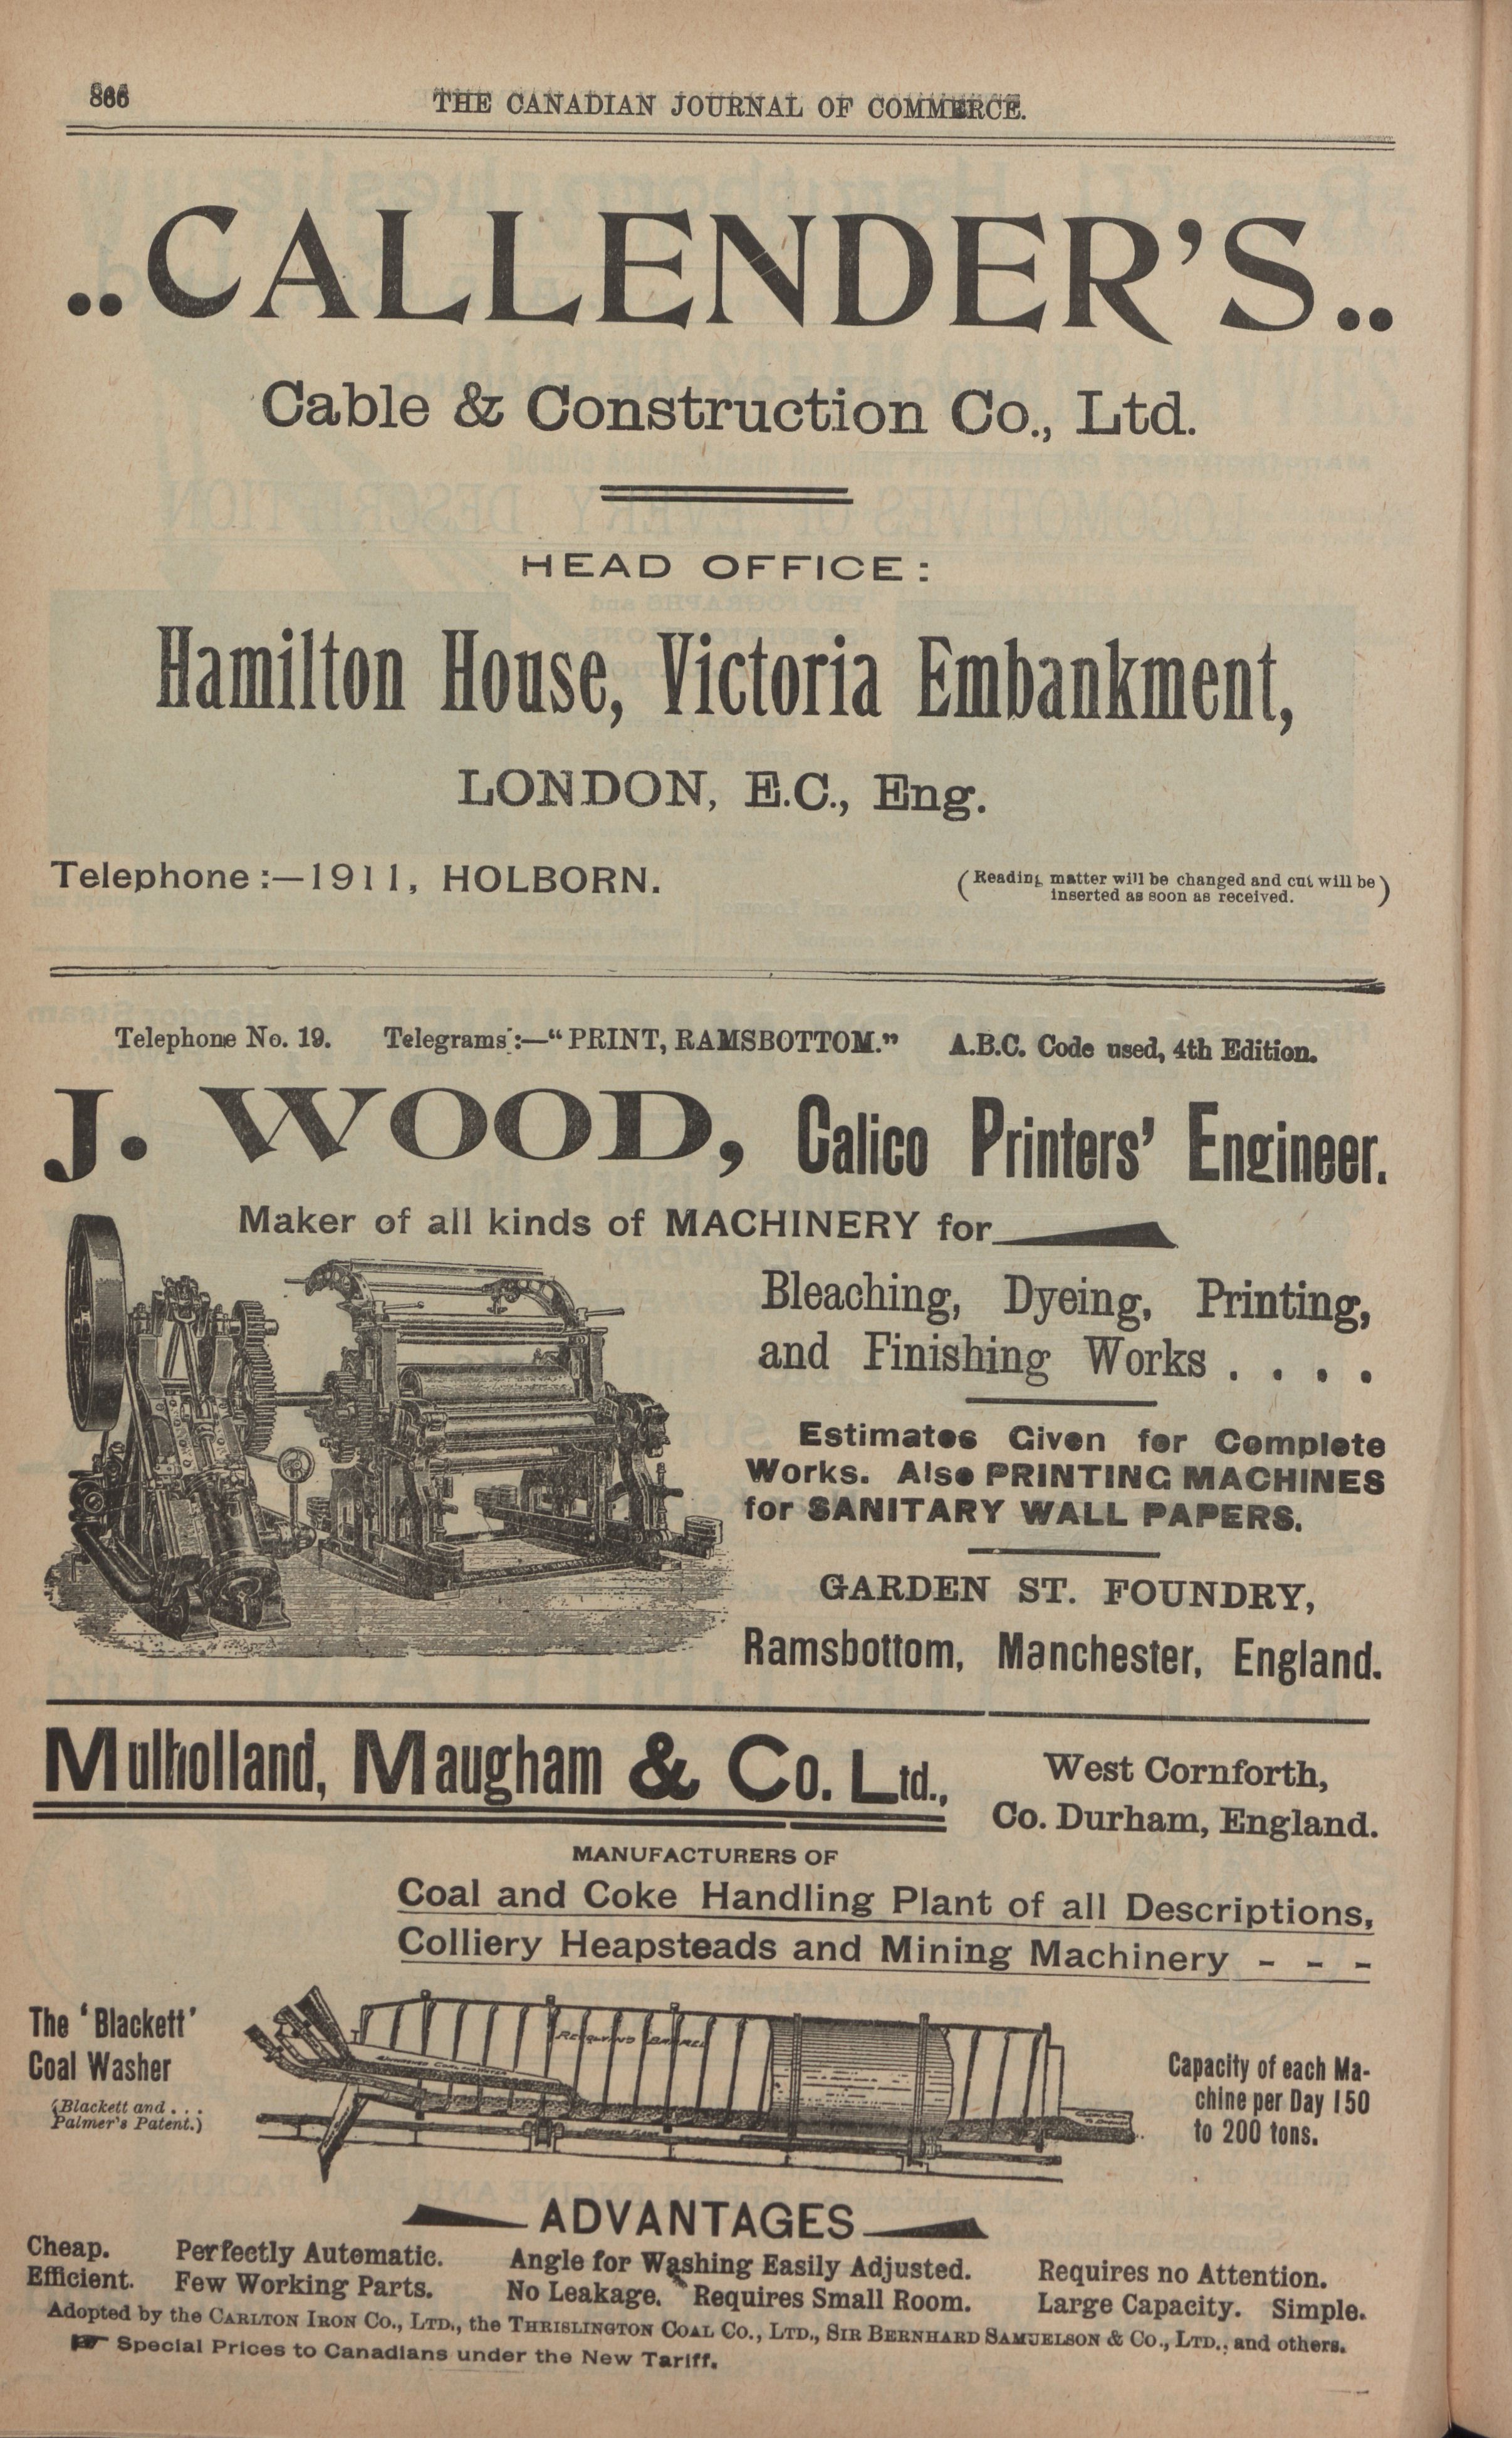 866
THE CANADIAN JOURNAL OF COMMERCE.
..CALLENDER'S..
Cable & Construction Co., Ltd.
HEAD OFFICE:
Hamilton House, Victoria Embankment,
LONDON, E.C., Eng.
Telephone:—1911, HOLBORN.
(Reading matter will be changed and cut will be
inserted as soon as received.)
Telephone No. 19. Telegrams:—"PRINT, RAMSBOTTOM." A.B.C. Code used, 4th Edition.
J. WOOD, Calico Printers' Engineer.
Maker of all kinds of MACHINERY for
Bleaching, Dyeing, Printing,
and Finishing Works . . . .
Estimates Given for Complete
Works. Also PRINTING MACHINES
for SANITARY WALL PAPERS.
GARDEN ST. FOUNDRY,
Ramsbottom, Manchester, England.
Mulholland, Maugham & Co. Ltd.,
West Cornforth,
Co. Durham, England.
MANUFACTURERS OF
Coal and Coke Handling Plant of all Descriptions,
Colliery Heapsteads and Mining Machinery - - -
The 'Blackett'
Coal Washer
(Blackett and . . .
Palmer's Patent.)
REVOLVING BARREL
Capacity of each Ma-
chine per Day 150
to 200 tons.
ADVANTAGES
Cheap. Perfectly Automatic. Angle for Washing Easily Adjusted. Requires no Attention.
Efficient. Few Working Parts. No Leakage. Requires Small Room. Large Capacity. Simple.
Adopted by the CARLTON IRON CO., LTD., the THRISLINGTON COAL CO., LTD., SIR BERNHARD SAMUELSON & CO., LTD., and others.
☛ Special Prices to Canadians under the New Tariff.